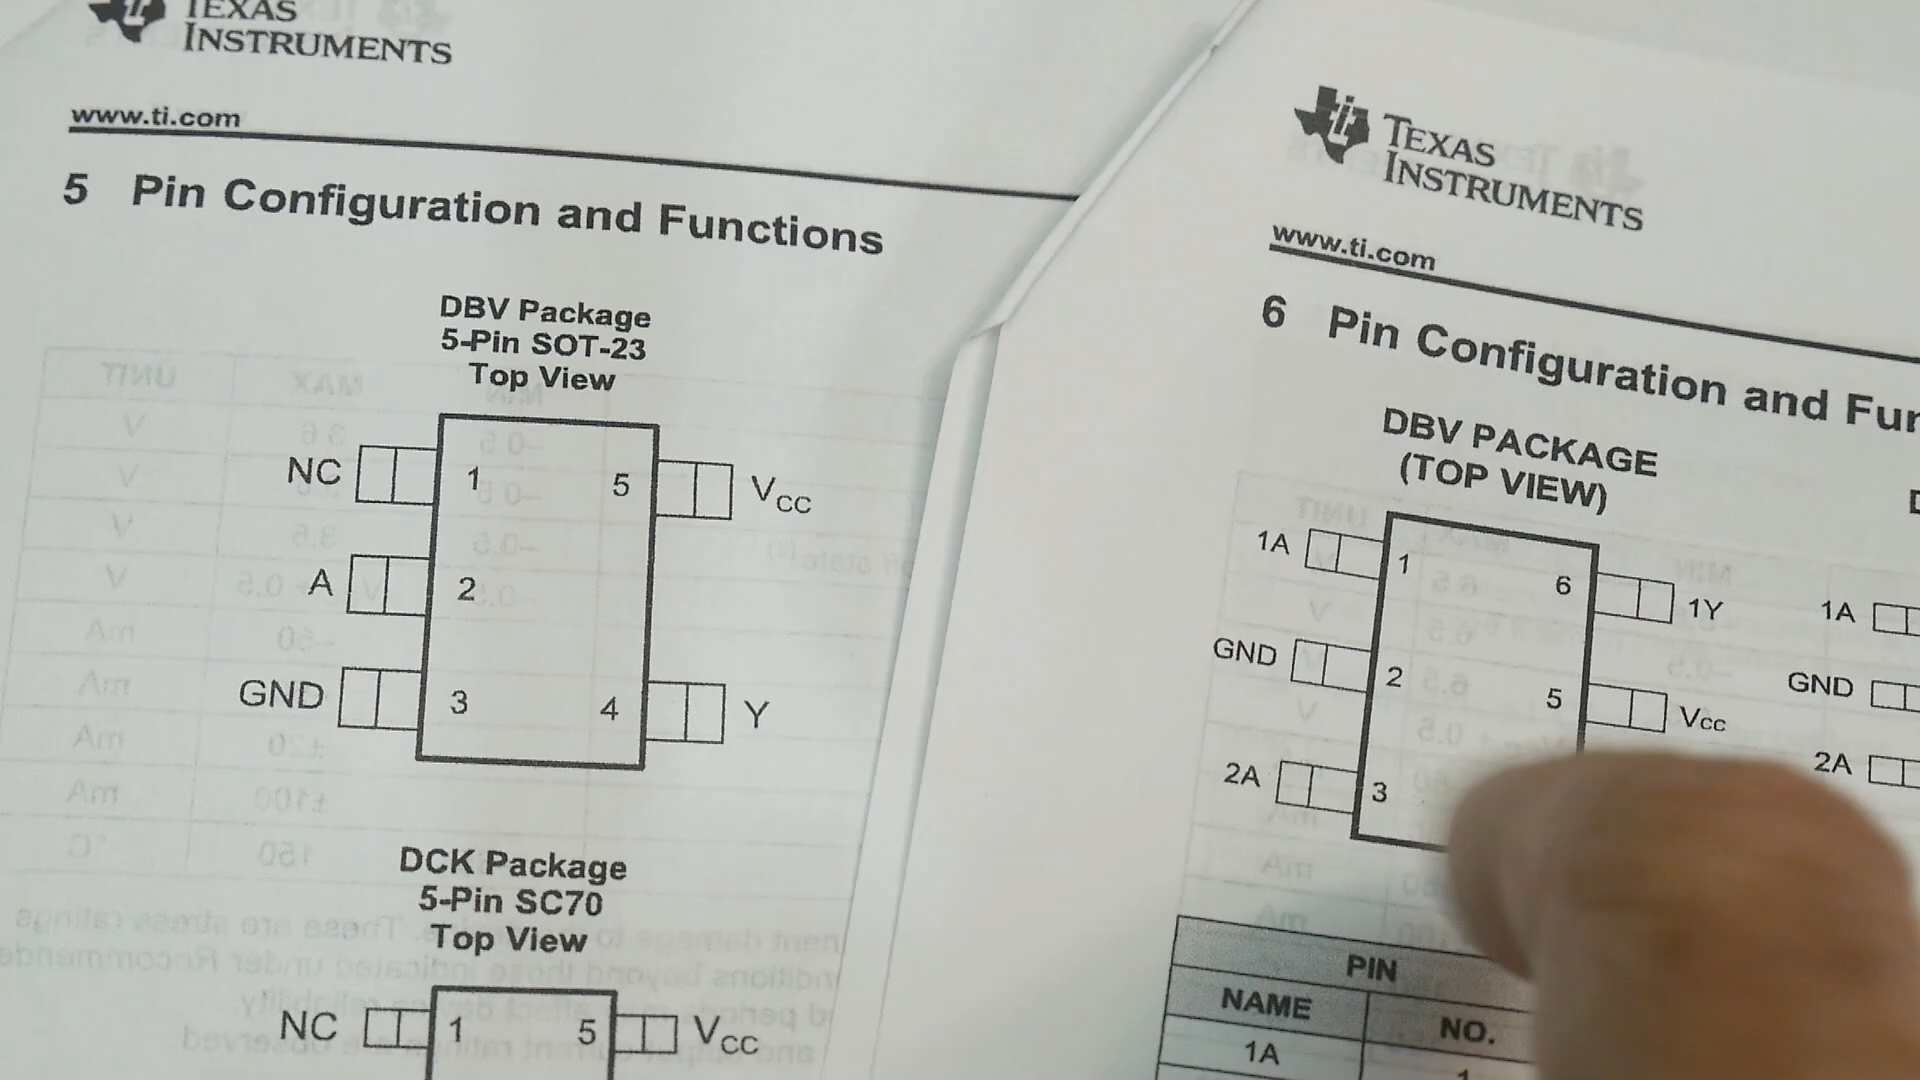 TEXAS
INSTRUMENTS
www.ti.com
5 Pin Configuration and Functions
DBV Package
5-Pin SOT-23
Top View
NC 1 5 VCC
A 2
GND 3 4 Y
DCK Package
5-Pin SC70
Top View
NC 1 5 VCC
TEXAS
INSTRUMENTS
www.ti.com
6 Pin Configuration and Fun
DBV PACKAGE
(TOP VIEW)
1A 1 6 1Y
GND 2 5 Vcc
2A 3
1A
GND
2A
PIN
NAME NO.
1A 1